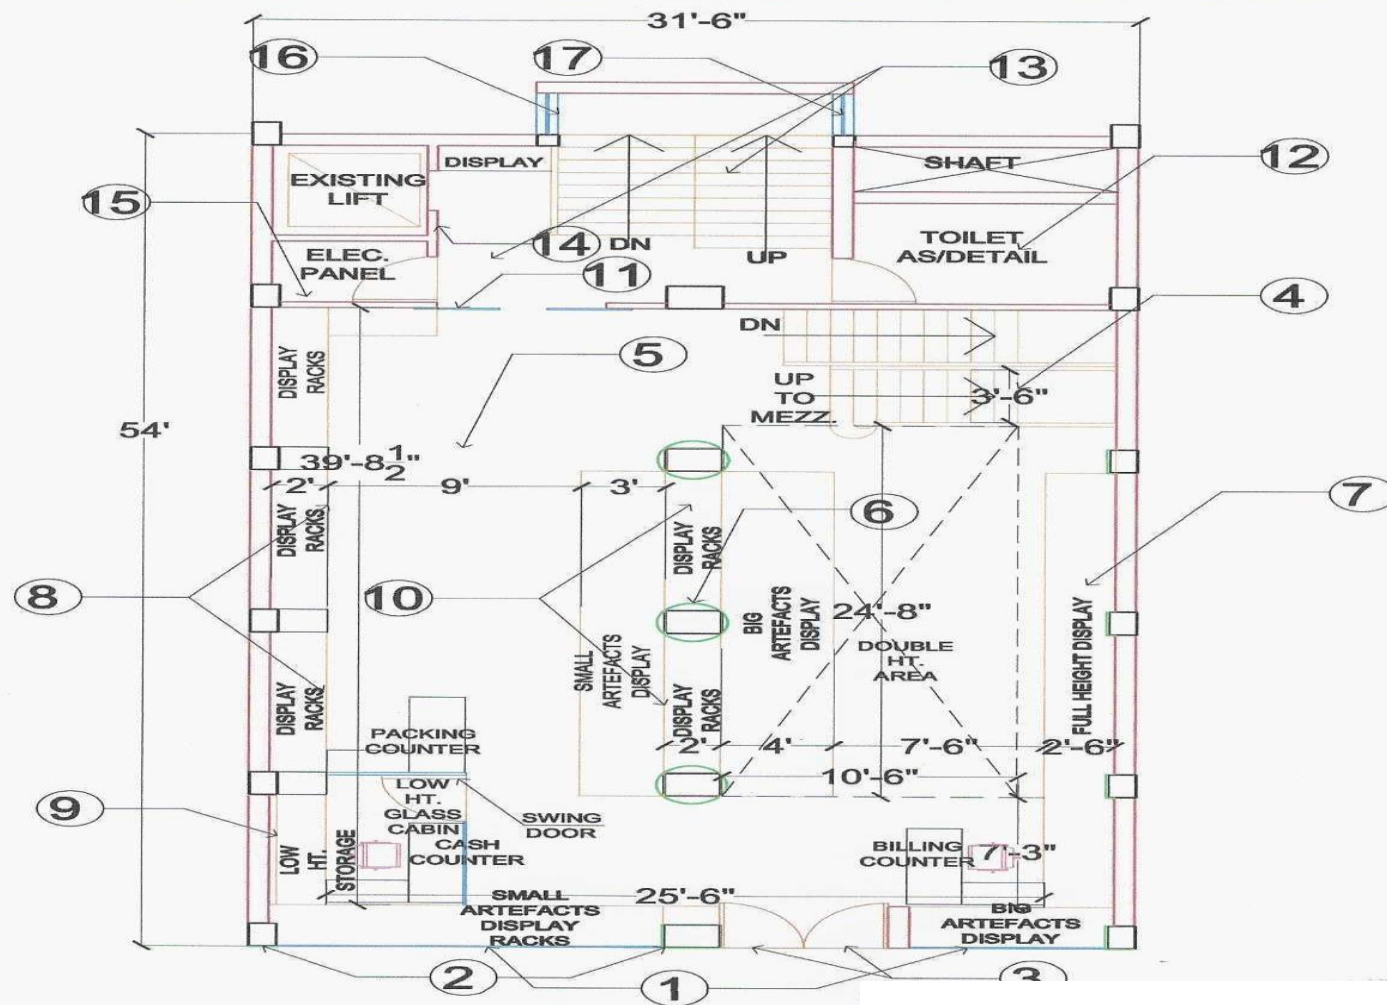 31'-6"
16
17
13
DISPLAY
SHAFT
12
EXISTING
LIFT
15
14
DN
UP
TOILET
AS/DETAIL
ELEC.
PANEL
11
4
DN
5
DISPLAY
RACKS
UP
TO
MEZZ.
3'-6"
54'
39'-8 1/2"
2'
9'
3'
7
6
DISPLAY
RACKS
DISPLAY
RACKS
8
10
24'-8"
BIG
ARTEFACTS
DISPLAY
DOUBLE
HT.
AREA
SMALL
ARTEFACTS
DISPLAY
FULL HEIGHT DISPLAY
DISPLAY
RACKS
DISPLAY
RACKS
PACKING
COUNTER
2'
4'
7'-6"
2'-6"
10'-6"
LOW
HT.
GLASS
CABIN
9
SWING
DOOR
CASH
COUNTER
LOW
HT.
STORAGE
BILLING
COUNTER
7'-3"
25'-6"
SMALL
ARTEFACTS
DISPLAY
RACKS
BIG
ARTEFACTS
DISPLAY
2
1
3